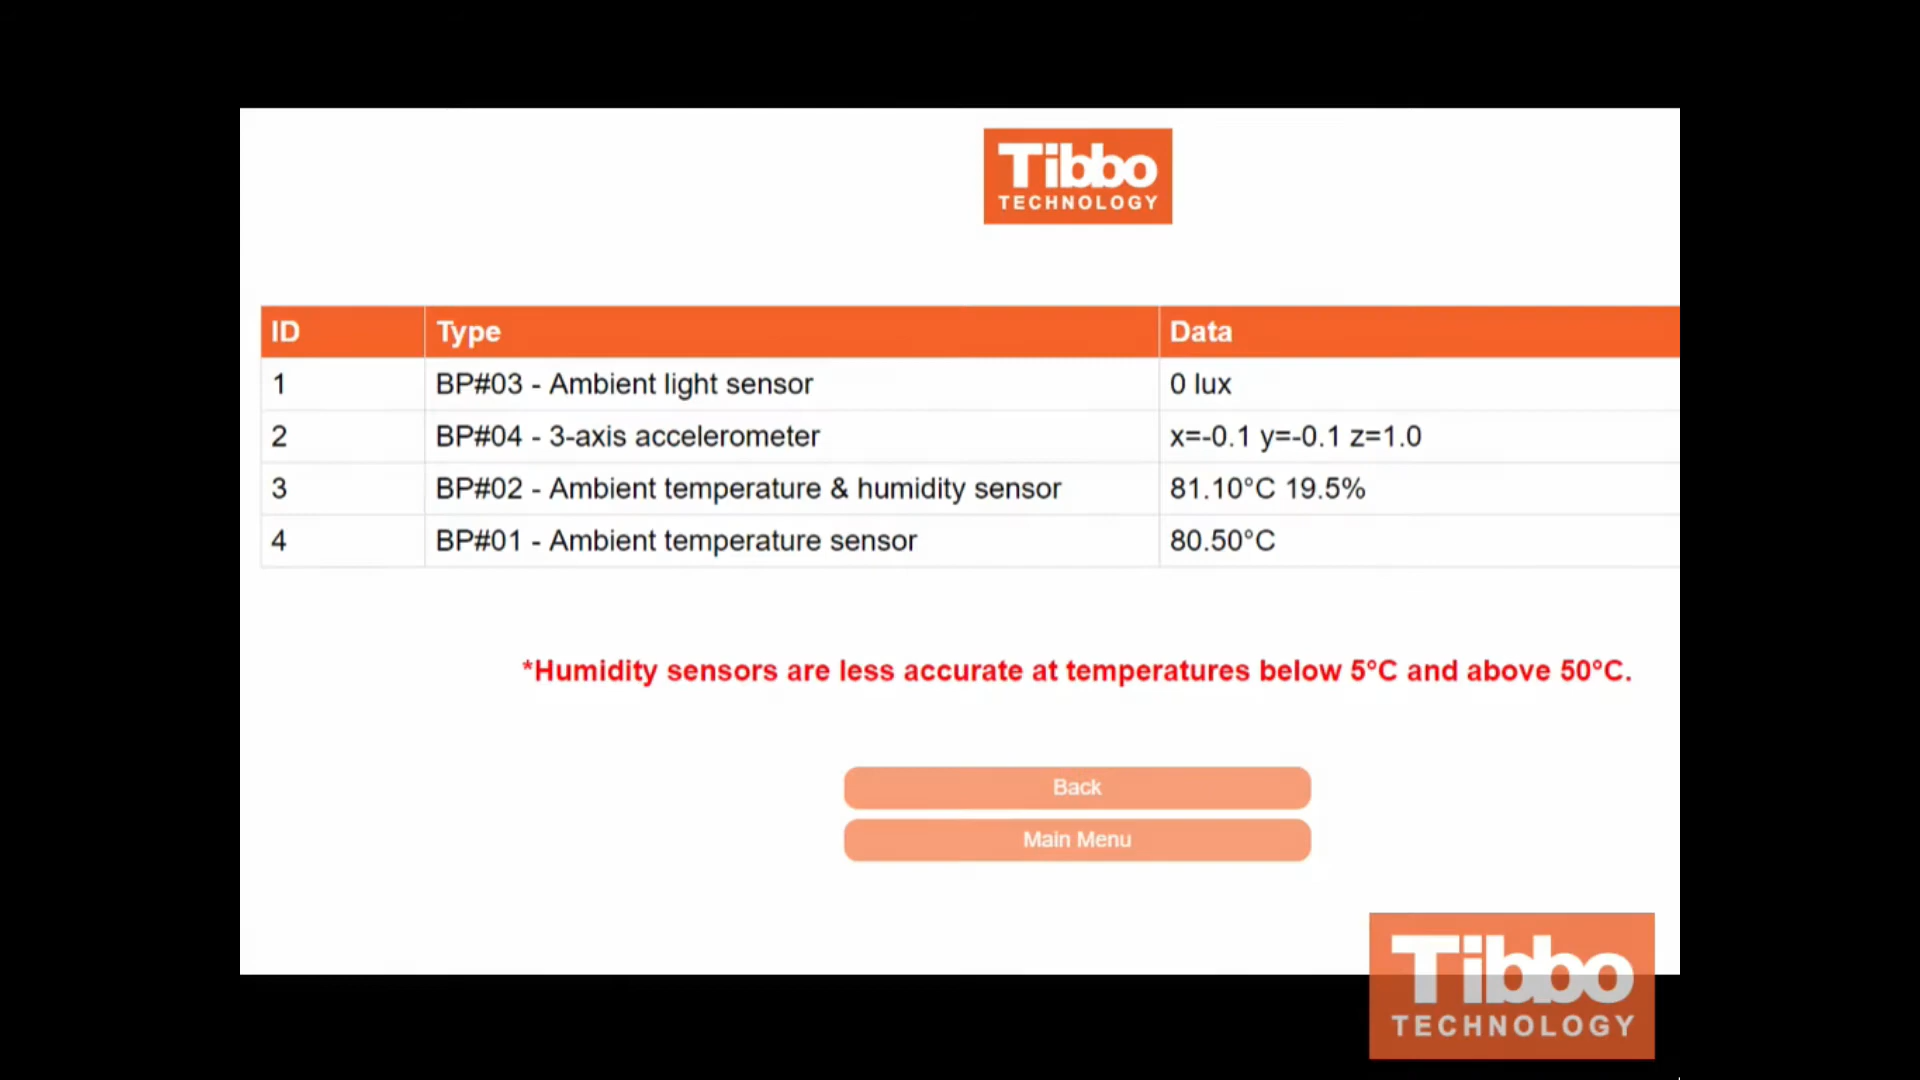 Tibbo
TECHNOLOGY
ID Type Data
1 BP#03 - Ambient light sensor 0 lux
2 BP#04 - 3-axis accelerometer x=-0.1 y=-0.1 z=1.0
3 BP#02 - Ambient temperature & humidity sensor 81.10°C 19.5%
4 BP#01 - Ambient temperature sensor 80.50°C
*Humidity sensors are less accurate at temperatures below 5°C and above 50°C.
Back
Main Menu
Tibbo
TECHNOLOGY